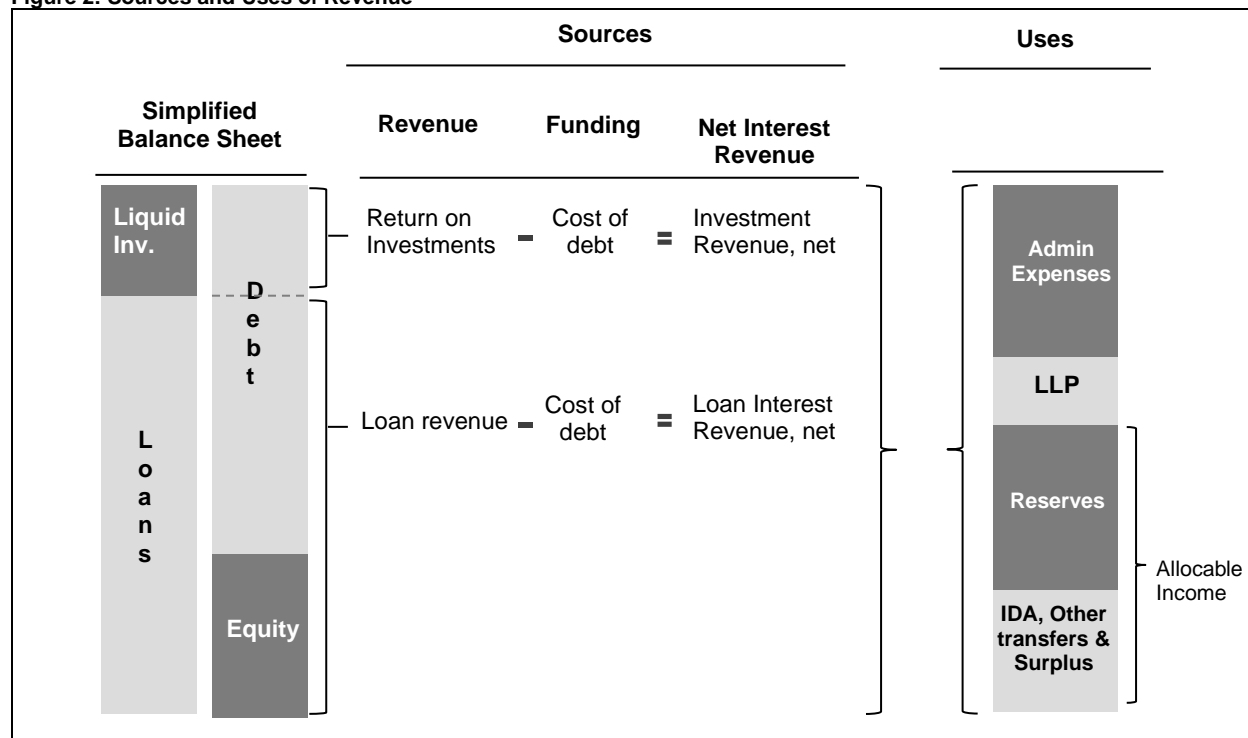 Figure 2: Sources and Uses of Revenue
Sources
Uses
Simplified
Balance Sheet
Revenue
Funding
Net Interest
Revenue
Liquid
Inv.
Debt
Loans
Equity
Return on
Investments
-
Cost of
debt
=
Investment
Revenue, net
Loan revenue
-
Cost of
debt
=
Loan Interest
Revenue, net
Admin
Expenses
LLP
Reserves
IDA, Other
transfers &
Surplus
Allocable
Income